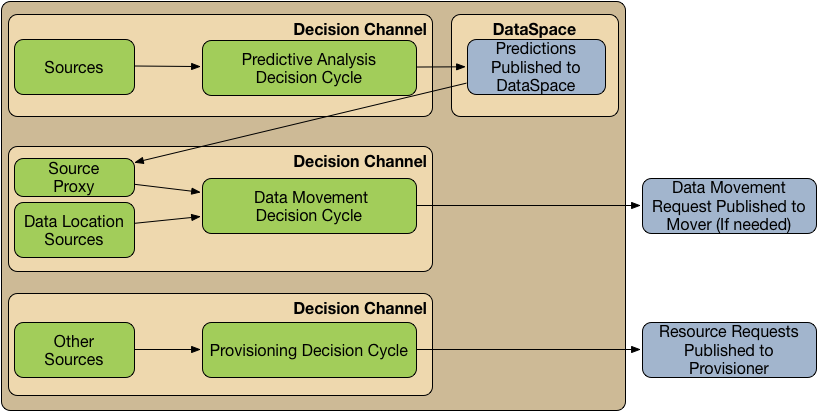 Decision Channel
Sources
Predictive Analysis
Decision Cycle
DataSpace
Predictions
Published to
DataSpace
Decision Channel
Source
Proxy
Data Location
Sources
Data Movement
Decision Cycle
Data Movement
Request Published to
Mover (If needed)
Decision Channel
Other
Sources
Provisioning Decision Cycle
Resource Requests
Published to
Provisioner